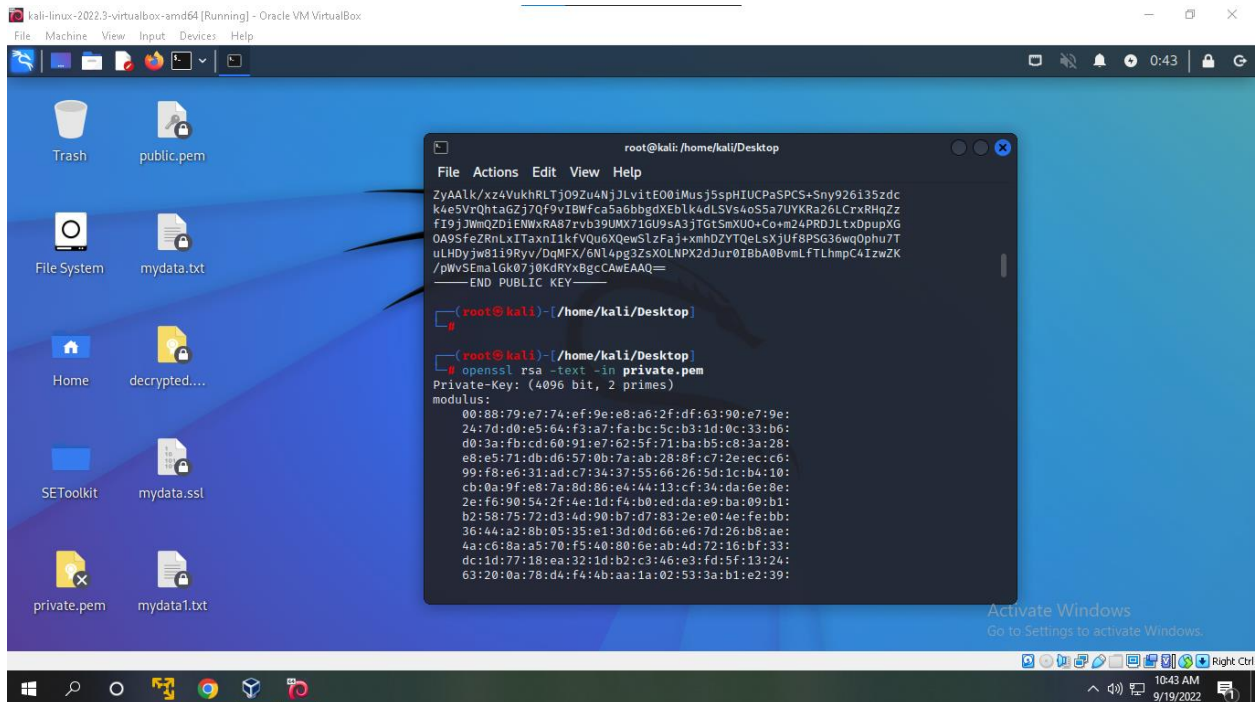 kali-linux-2022.3-virtualbox-amd64 [Running] - Oracle VM VirtualBox
File Machine View Input Devices Help
0:43
Trash
public.pem
File System
mydata.txt
Home
decrypted....
SEToolkit
mydata.ssl
private.pem
mydata1.txt
root@kali: /home/kali/Desktop
File Actions Edit View Help
ZyAAlk/xz4VukhRLTjO9Zu4NjJLvitEO0iMusj5spHIUCPaSPCS+Sny926i35zdc
k4e5VrQhtaGZj7Qf9vIBWfca5a6bbgdXEblk4dLSVs4oS5a7UYKRa26LCrxRHqZz
fI9jJWmQZDiENWxRA87rvb39UMX71GU9sA3jTGtSmXUO+Co+m24PRDJLtxDpupXG
OA9SfeZRnLxITaxnI1kfVQu6XQewSlzFaj+xmhDZYTQeLsXjUf8PSG36wqOphu7T
uLHDyjw81i9Ryv/DqMFX/6Nl4pg3ZsXOLNPX2dJur0IBbA0BvmLfTLhmpC4IzwZK
/pWvSEmalGk07j0KdRYxBgcCAwEAAQ==
-----END PUBLIC KEY-----
(root㉿kali)-[/home/kali/Desktop]
#
(root㉿kali)-[/home/kali/Desktop]
# openssl rsa -text -in private.pem
Private-Key: (4096 bit, 2 primes)
modulus:
00:88:79:e7:74:ef:9e:e8:a6:2f:df:63:90:e7:9e:
24:7d:d0:e5:64:f3:a7:fa:bc:5c:b3:1d:0c:33:b6:
d0:3a:fb:cd:60:91:e7:62:5f:71:ba:b5:c8:3a:28:
e8:e5:71:db:d6:57:0b:7a:ab:28:8f:c7:2e:ec:c6:
99:f8:e6:31:ad:c7:34:37:55:66:26:5d:1c:b4:10:
cb:0a:9f:e8:7a:8d:86:e4:44:13:cf:34:da:6e:8e:
2e:f6:90:54:2f:4e:1d:f4:b0:ed:da:e9:ba:09:b1:
b2:58:75:72:d3:4d:90:b7:d7:83:2e:e0:4e:fe:bb:
36:44:a2:8b:05:35:e1:3d:0d:66:e6:7d:26:b8:ae:
4a:c6:8a:a5:70:f5:40:80:6e:ab:4d:72:16:bf:33:
dc:1d:77:18:ea:32:1d:b2:c3:46:e3:fd:5f:13:24:
63:20:0a:78:d4:f4:4b:aa:1a:02:53:3a:b1:e2:39:
Activate Windows
Go to Settings to activate Windows.
Right Ctrl
10:43 AM
9/19/2022